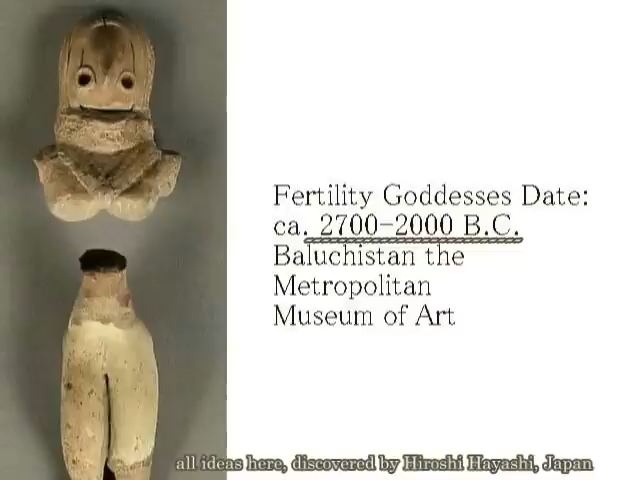 Fertility Goddesses Date:
ca. 2700-2000 B.C.
Baluchistan the
Metropolitan
Museum of Art
all ideas here, discovered by Hiroshi Hayashi, Japan